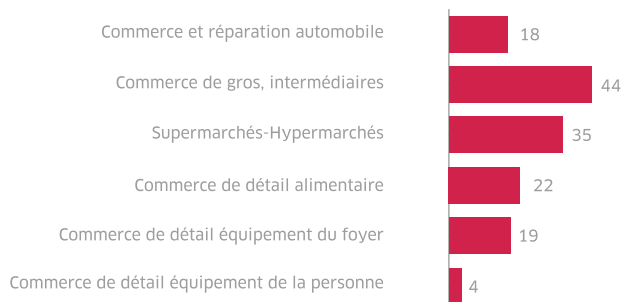 Commerce et réparation automobile 18
Commerce de gros, intermédiaires 44
Supermarchés-Hypermarchés 35
Commerce de détail alimentaire 22
Commerce de détail équipement du foyer 19
Commerce de détail équipement de la personne 4